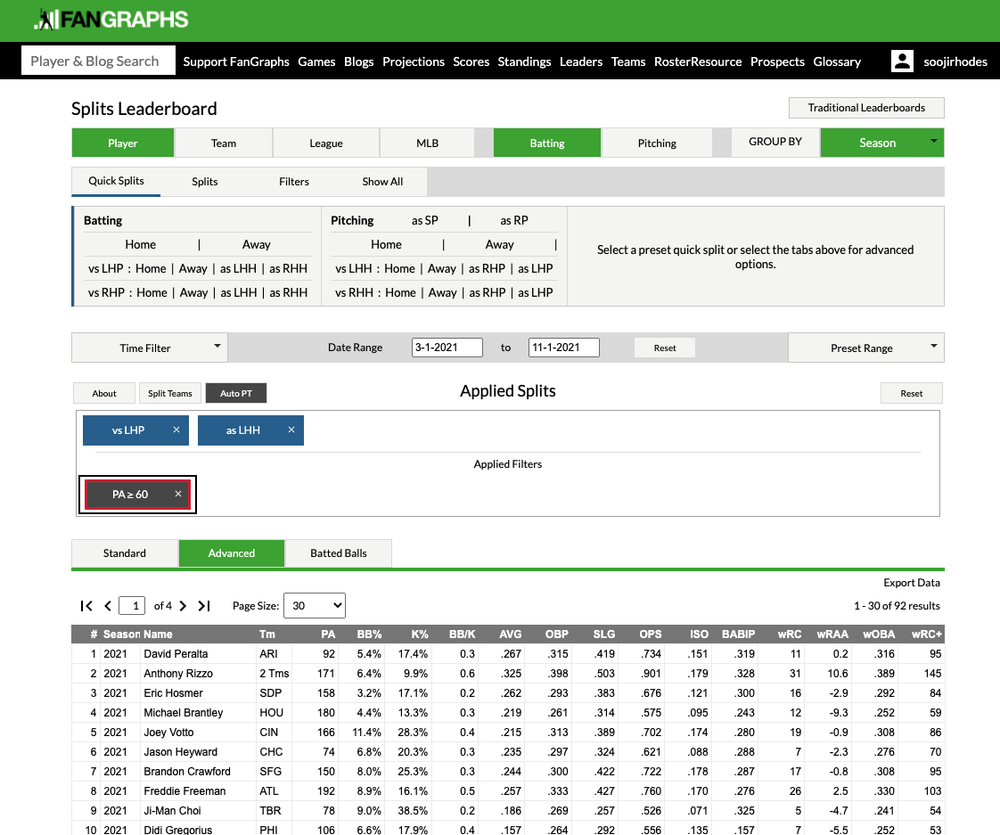 FANGRAPHS
Player & Blog Search Support FanGraphs Games Blogs Projections Scores Standings Leaders Teams RosterResource Prospects Glossary soojirhodes
Splits Leaderboard Traditional Leaderboards
Player Team League MLB Batting Pitching GROUP BY Season
Quick Splits Splits Filters Show All
Batting Pitching as SP | as RP
Home | Away Home | Away |
Select a preset quick split or select the tabs above for advanced options.
vs LHP : Home | Away | as LHH | as RHH vs LHH : Home | Away | as RHP | as LHP
vs RHP : Home | Away | as LHH | as RHH vs RHH : Home | Away | as RHP | as LHP
Time Filter Date Range 3-1-2021 to 11-1-2021 Reset Preset Range
About Split Teams Auto PT Applied Splits Reset
vs LHP × as LHH ×
Applied Filters
PA ≥ 60 ×
Standard Advanced Batted Balls
Export Data
1 of 4 Page Size: 30 1 - 30 of 92 results
# Season Name Tm PA BB% K% BB/K AVG OBP SLG OPS ISO BABIP wRC wRAA wOBA wRC+
1 2021 David Peralta ARI 92 5.4% 17.4% 0.3 .267 .315 .419 .734 .151 .319 11 0.2 .316 95
2 2021 Anthony Rizzo 2 Tms 171 6.4% 9.9% 0.6 .325 .398 .503 .901 .179 .328 31 10.6 .389 145
3 2021 Eric Hosmer SDP 158 3.2% 17.1% 0.2 .262 .293 .383 .676 .121 .300 16 -2.9 .292 84
4 2021 Michael Brantley HOU 180 4.4% 13.3% 0.3 .219 .261 .314 .575 .095 .243 12 -9.3 .252 59
5 2021 Joey Votto CIN 166 11.4% 28.3% 0.4 .215 .313 .389 .702 .174 .280 19 -0.9 .308 86
6 2021 Jason Heyward CHC 74 6.8% 20.3% 0.3 .235 .297 .324 .621 .088 .288 7 -2.3 .276 70
7 2021 Brandon Crawford SFG 150 8.0% 25.3% 0.3 .244 .300 .422 .722 .178 .287 17 -0.8 .308 95
8 2021 Freddie Freeman ATL 192 8.9% 16.1% 0.5 .257 .333 .427 .760 .170 .276 26 2.5 .330 103
9 2021 Ji-Man Choi TBR 78 9.0% 38.5% 0.2 .186 .269 .257 .526 .071 .325 5 -4.7 .241 54
10 2021 Didi Gregorius PHI 106 6.6% 17.9% 0.4 .157 .264 .292 .556 .135 .157 7 -5.5 .252 53